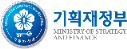 기획재정부
MINISTRY OF STRATEGY
AND FINANCE